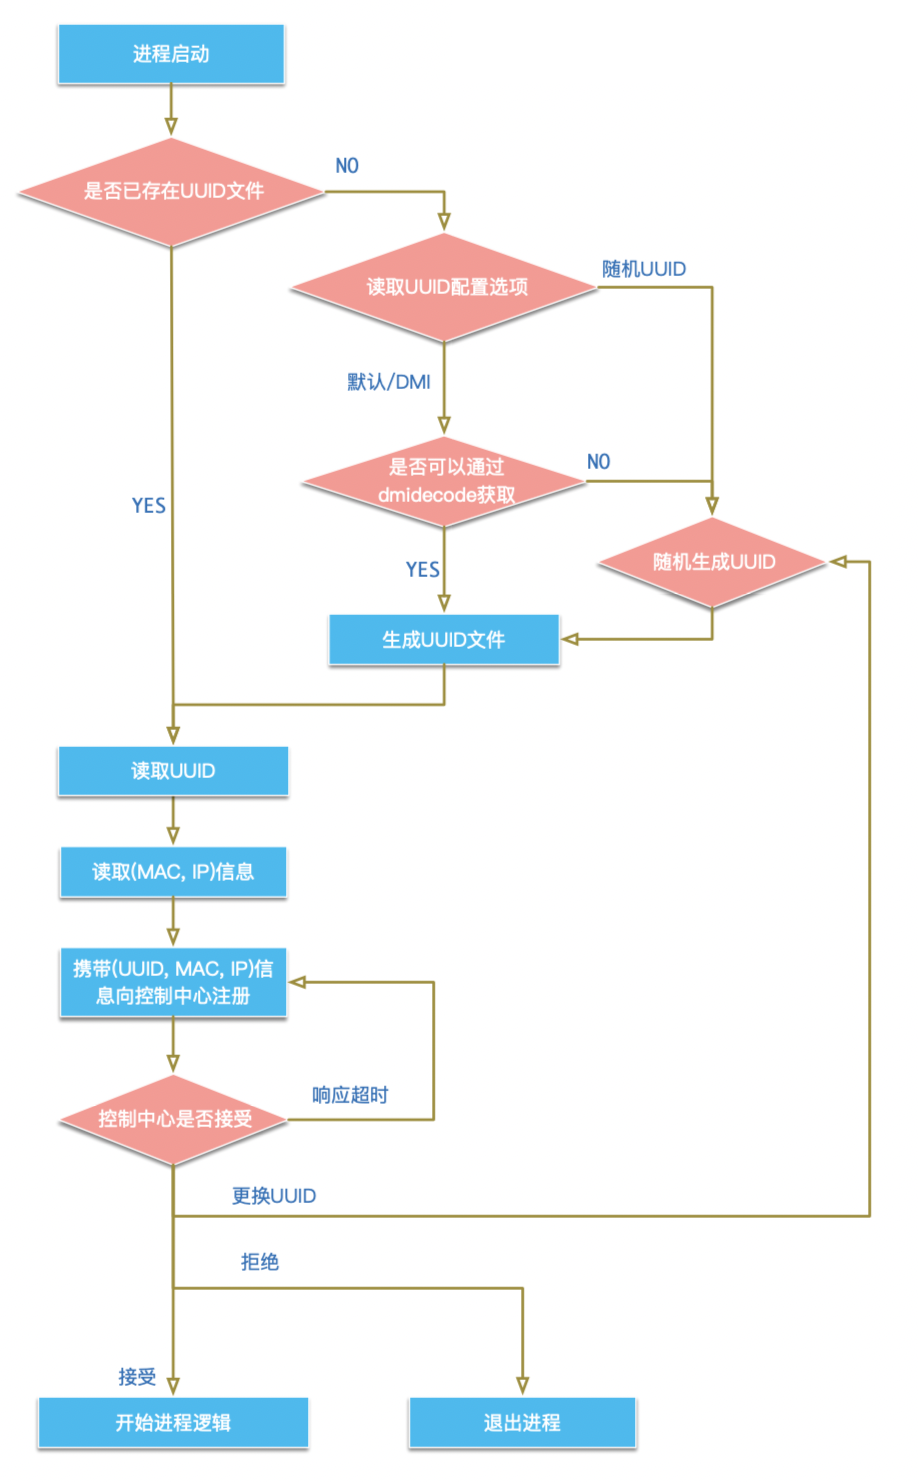 进程启动
是否已存在UUID文件
NO
读取UUID配置选项
随机UUID
默认/DMI
是否可以通过
dmidecode获取
NO
YES
YES
随机生成UUID
生成UUID文件
读取UUID
读取(MAC, IP)信息
携带(UUID, MAC, IP)信
息向控制中心注册
响应超时
控制中心是否接受
更换UUID
拒绝
接受
开始进程逻辑
退出进程